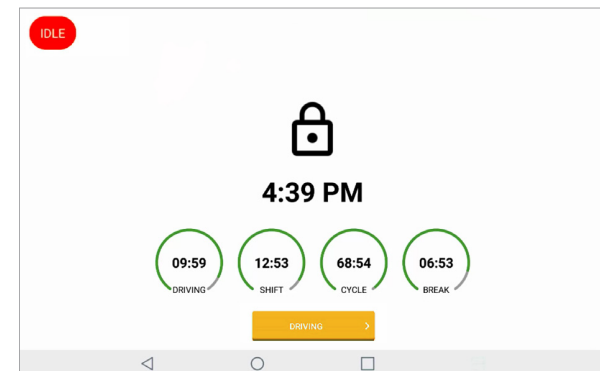 IDLE
4:39 PM
09:59 12:53 68:54 06:53
DRIVING SHIFT CYCLE BREAK
DRIVING